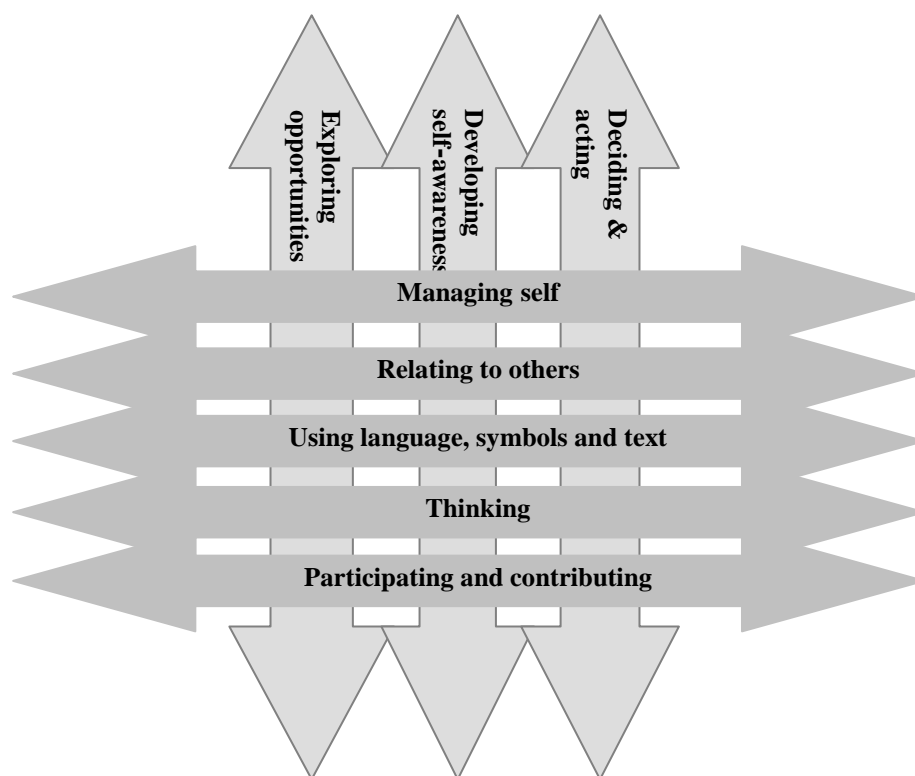 Exploring
opportunities
Developing
self-awareness
Deciding &
acting
Managing self
Relating to others
Using language, symbols and text
Thinking
Participating and contributing